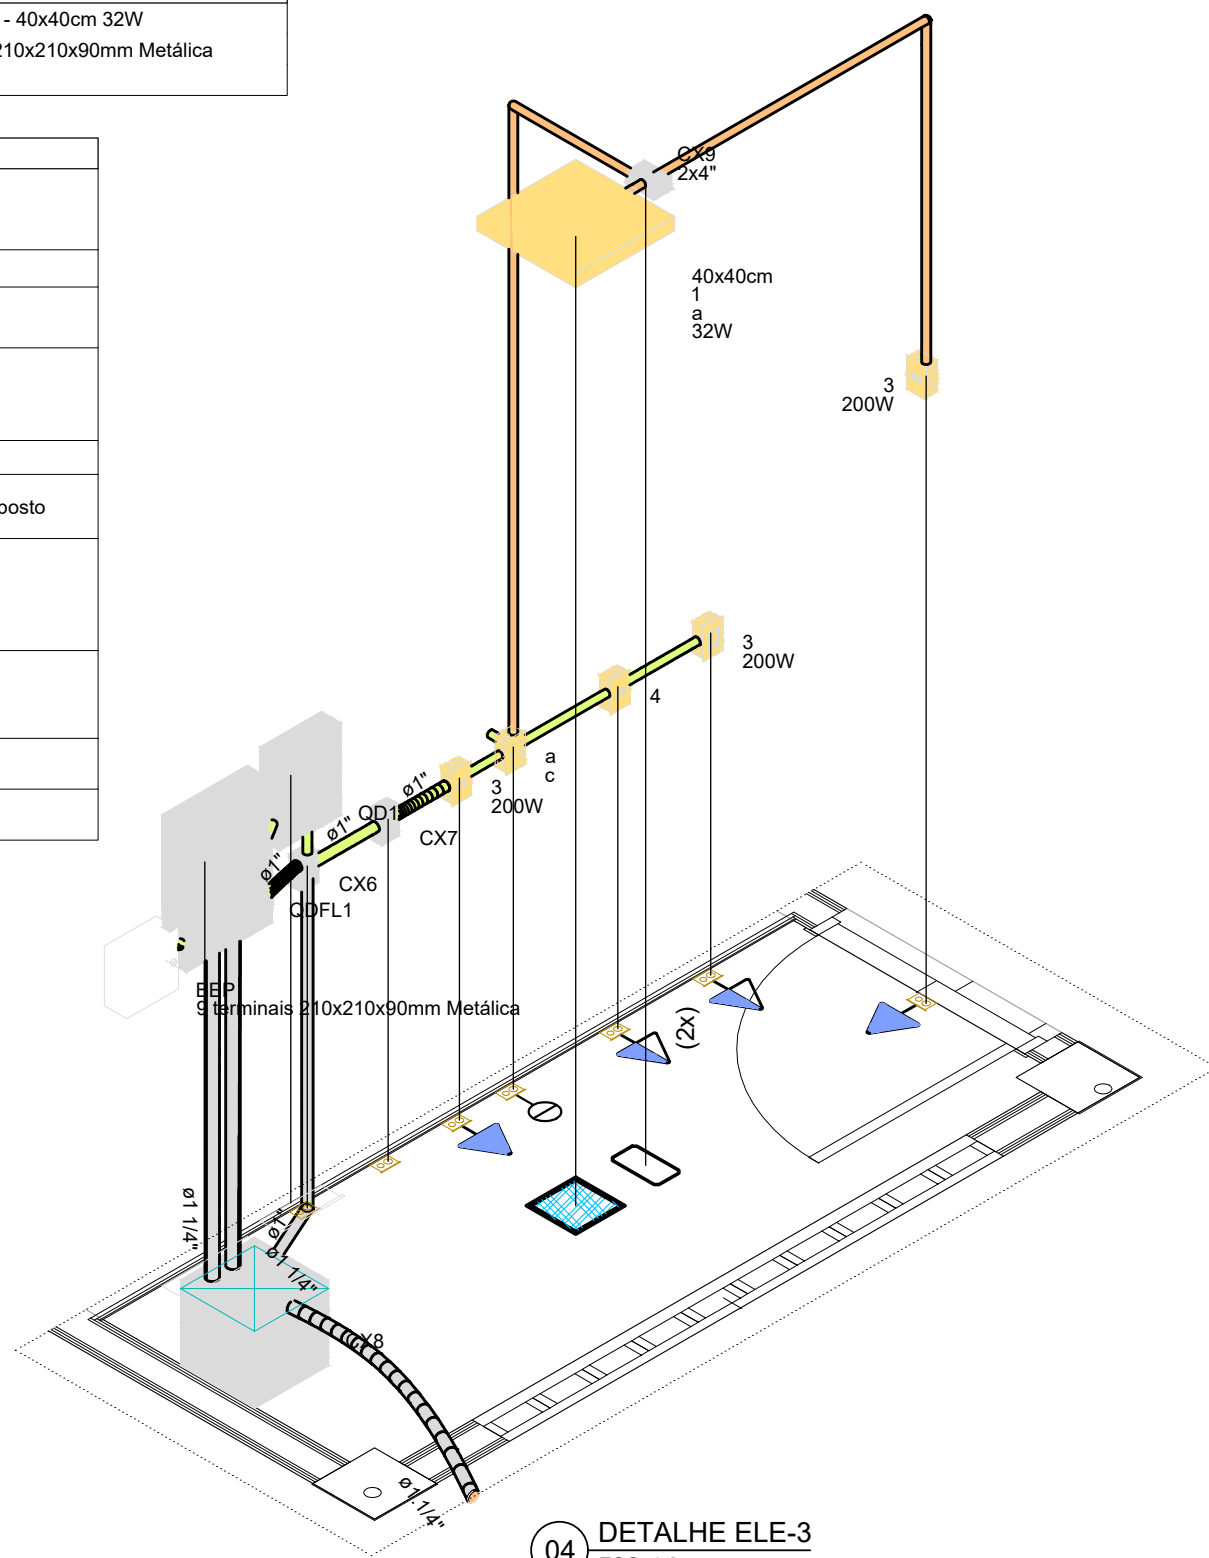 - 40x40cm 32W
210x210x90mm Metálica
posto
CX9
2x4"
40x40cm
1
a
32W
3
200W
3
200W
4
a
c
3
200W
ø1"
QD1
ø1"
CX7
ø1"
CX6
QDFL1
BEP
9 terminais 210x210x90mm Metálica
(2x)
ø1 1/4"
ø1"
ø1 1/4"
CX8
ø1.1/4"
04
DETALHE ELE-3